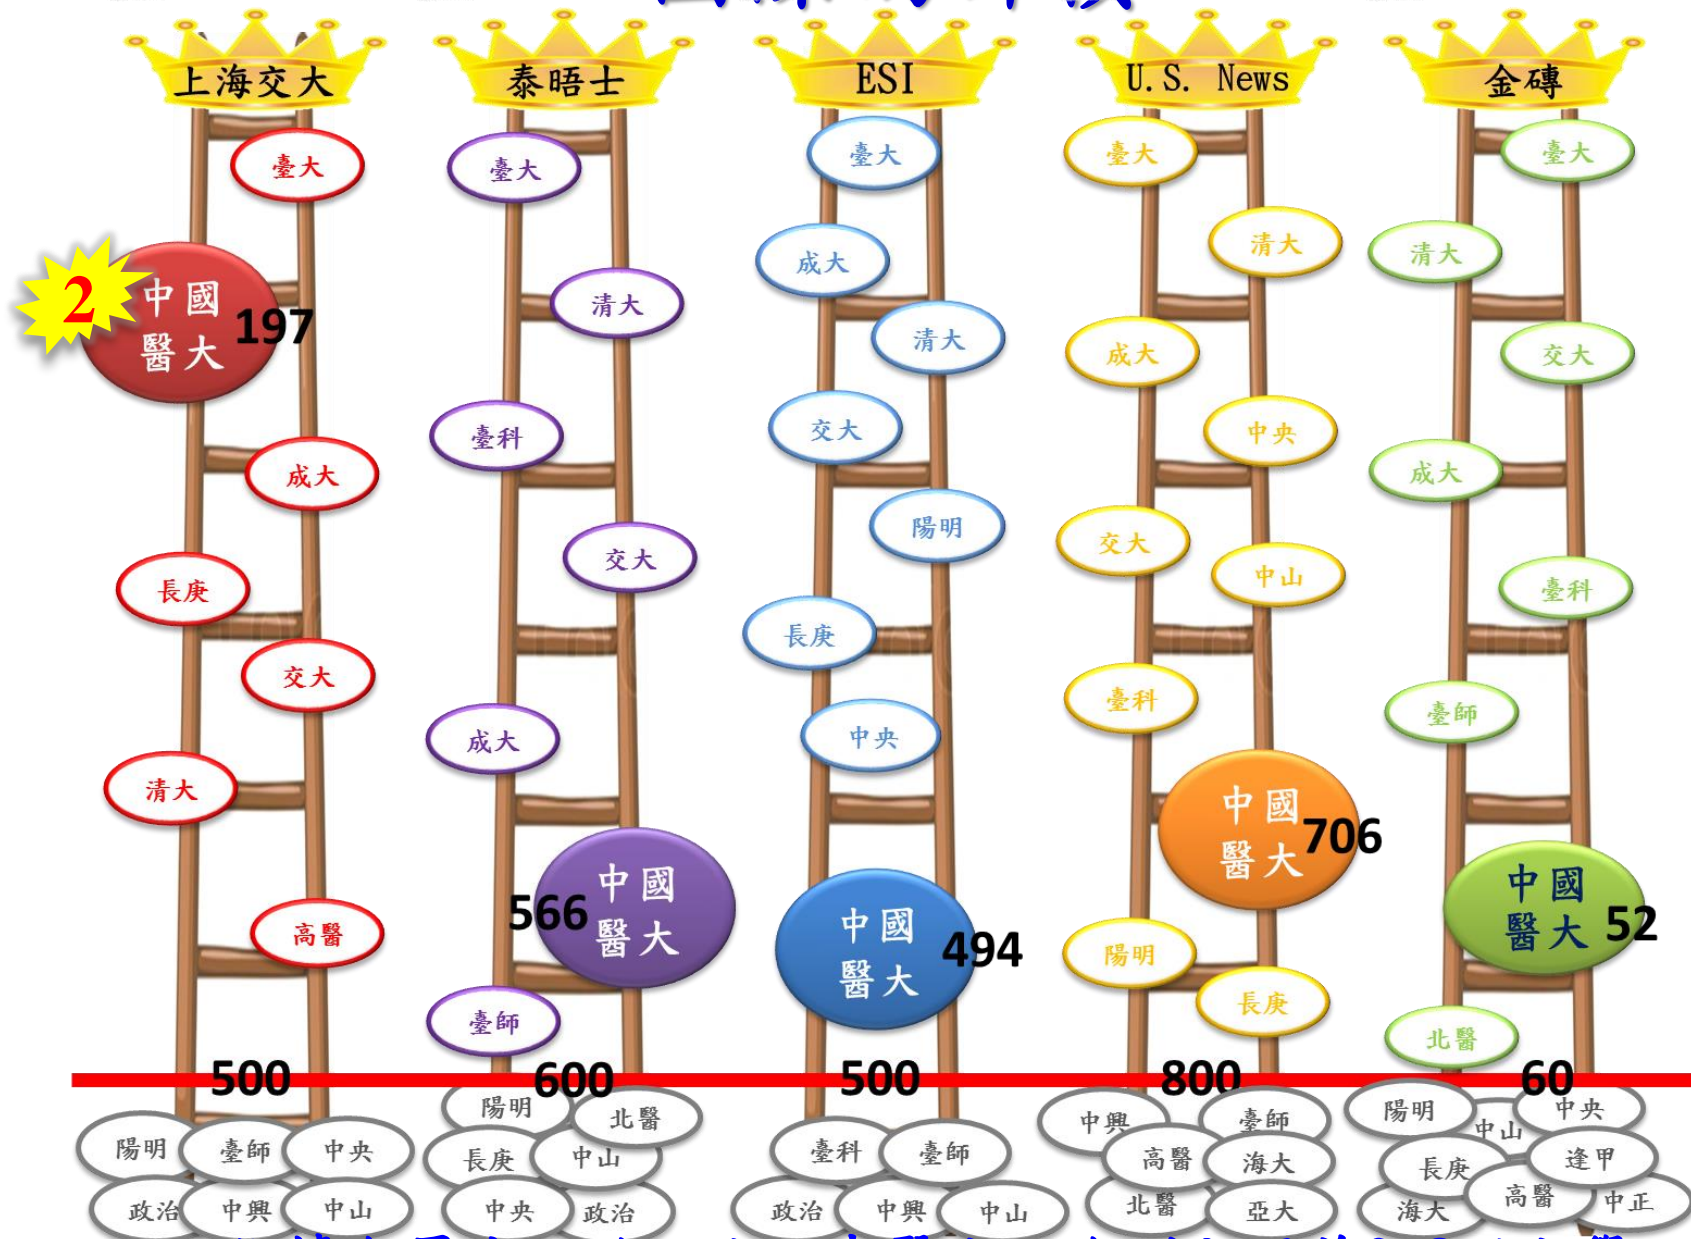 上海交大
臺大
2
中國
醫大
197
成大
長庚
交大
清大
高醫
500
陽明
臺師
中央
政治
中興
中山
泰晤士
臺大
清大
臺科
交大
成大
中國
醫大
566
臺師
600
陽明
北醫
長庚
中山
中央
政治
ESI
臺大
成大
清大
交大
陽明
長庚
中央
中國
醫大
494
500
臺科
臺師
政治
中興
中山
U.S. News
臺大
清大
成大
中央
交大
中山
臺科
中國
醫大
706
陽明
長庚
800
中興
臺師
高醫
海大
北醫
亞大
金磚
臺大
清大
交大
成大
臺科
臺師
中國
醫大
52
北醫
60
陽明
中山
中央
長庚
逢甲
海大
高醫
中正